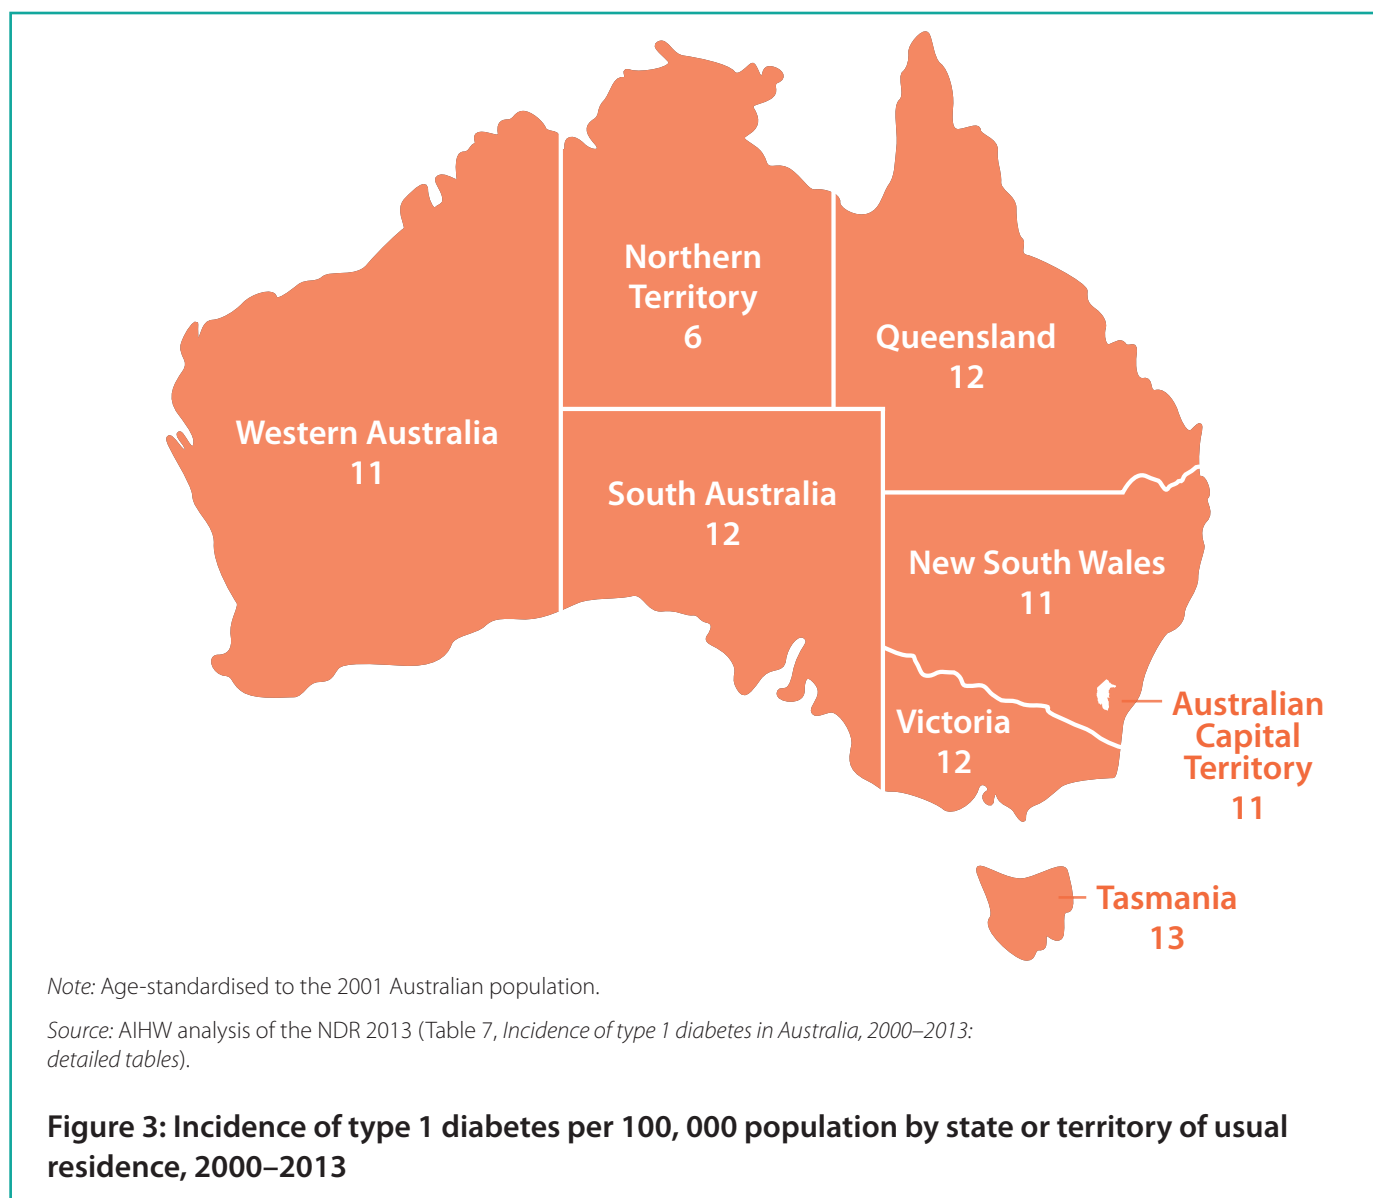 Northern
Territory
6
Queensland
12
Western Australia
11
South Australia
12
New South Wales
11
Victoria
12
Australian
Capital
Territory
11
Tasmania
13
Note: Age-standardised to the 2001 Australian population.
Source: AIHW analysis of the NDR 2013 (Table 7, Incidence of type 1 diabetes in Australia, 2000–2013:
detailed tables).
Figure 3: Incidence of type 1 diabetes per 100, 000 population by state or territory of usual
residence, 2000–2013